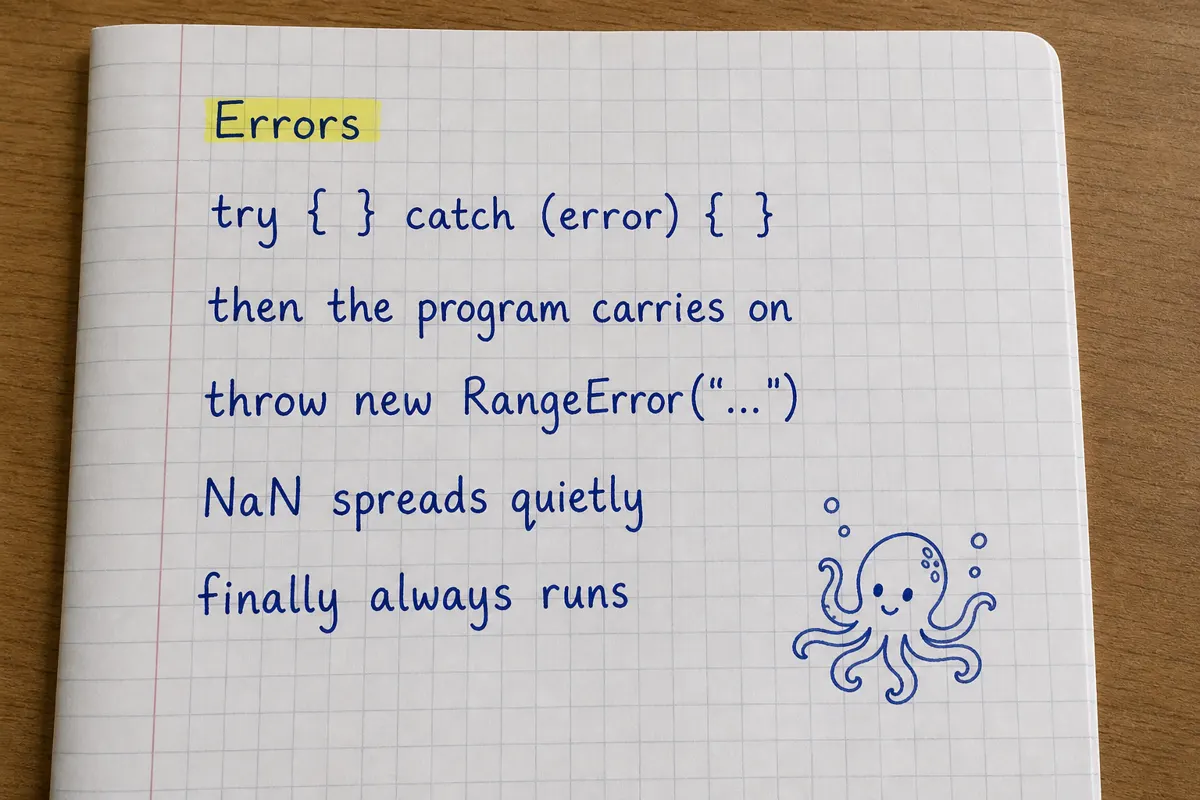 Errors
try { } catch (error) { }
then the program carries on
throw new RangeError("...")
NaN spreads quietly
finally always runs